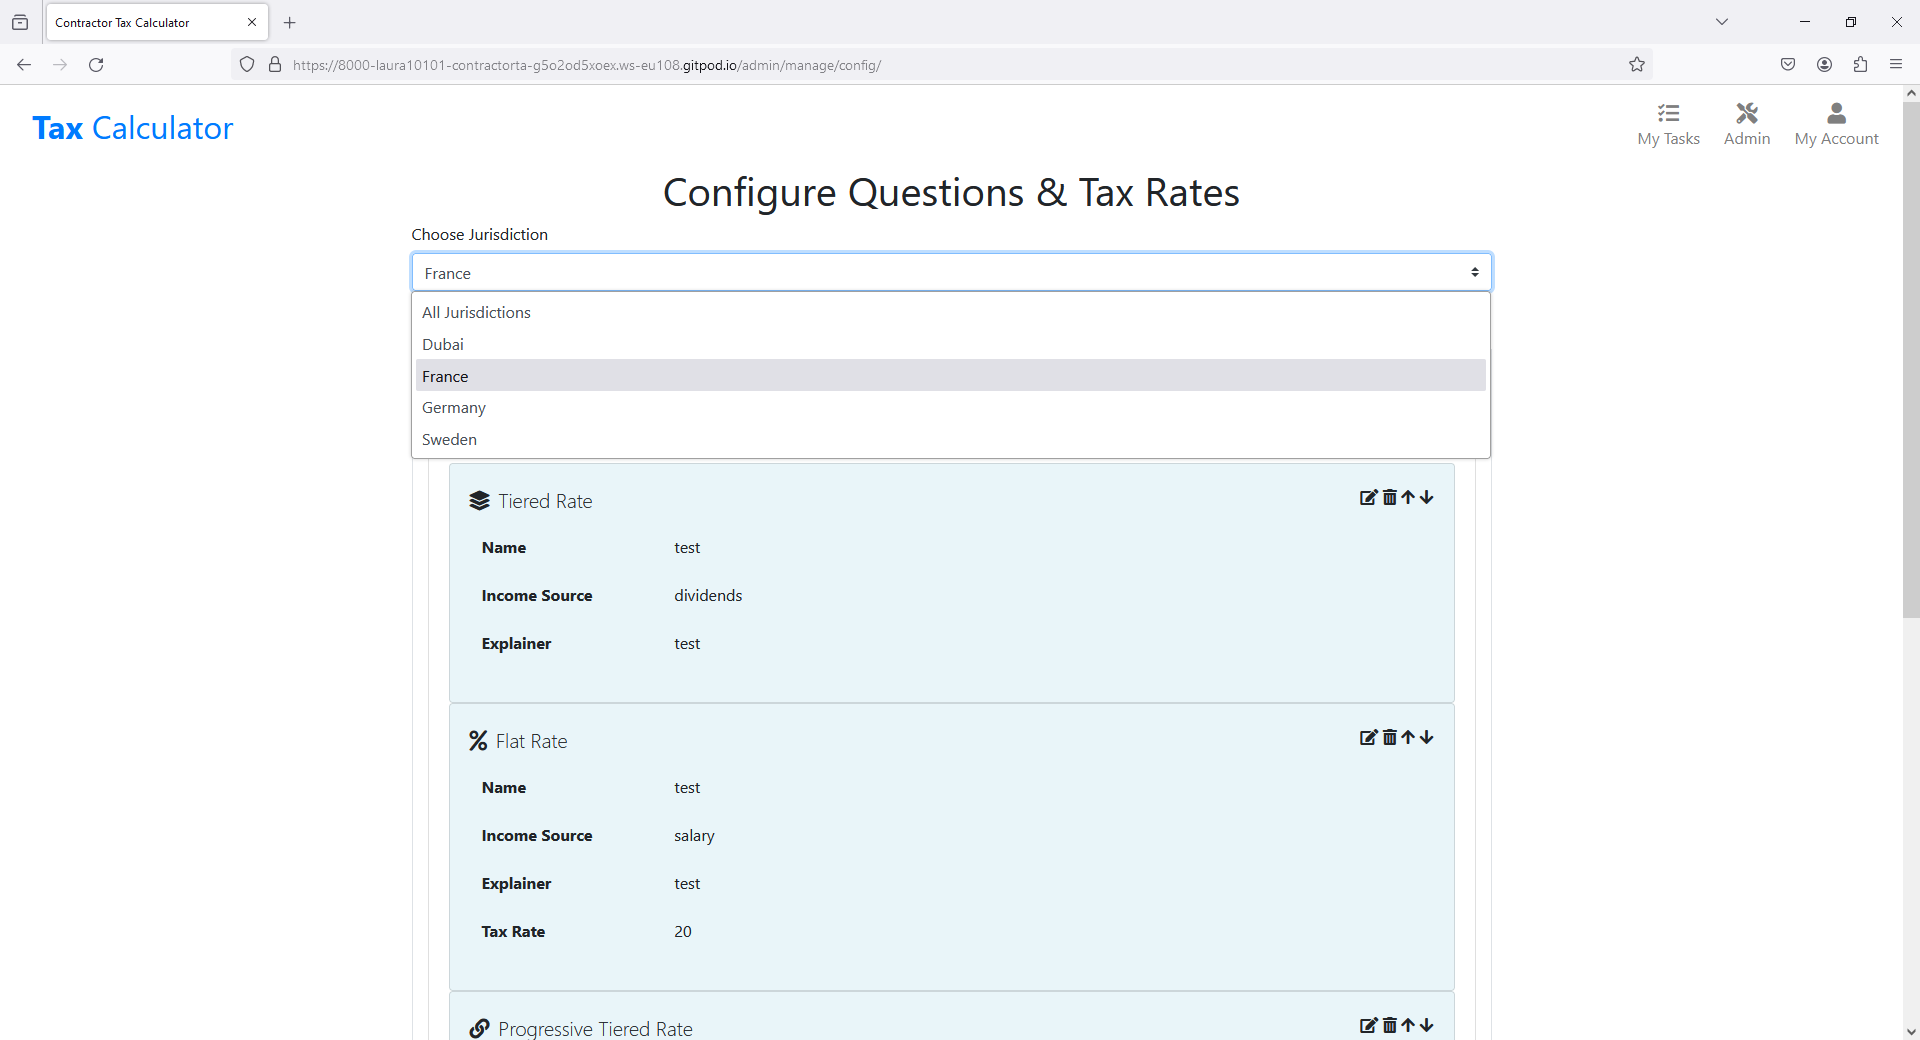 Contractor Tax Calculator
https://8000-laura10101-contractorta-g5o2od5xoex.ws-eu108.gitpod.io/admin/manage/config/
Tax Calculator
My Tasks
Admin
My Account
Configure Questions & Tax Rates
Choose Jurisdiction
France
All Jurisdictions
Dubai
France
Germany
Sweden
Tiered Rate
Name test
Income Source dividends
Explainer test
Flat Rate
Name test
Income Source salary
Explainer test
Tax Rate 20
Progressive Tiered Rate